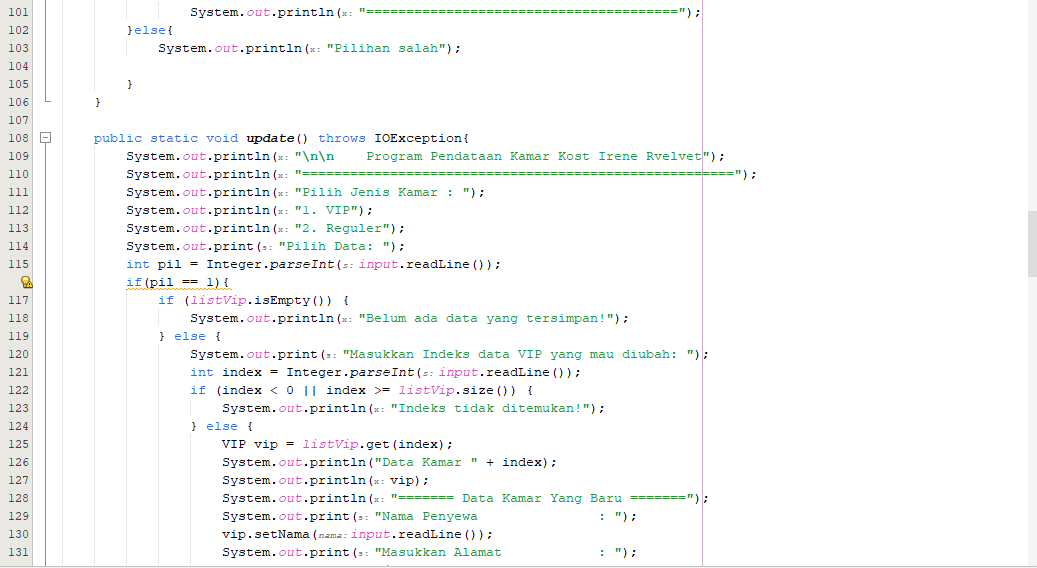 101 System.out.println(x: "=======================================");
102 }else{
103 System.out.println(x: "Pilihan salah");
104
105 }
106 }
107
108 public static void update() throws IOException{
109 System.out.println(x: "\n\n    Program Pendataan Kamar Kost Irene Rvelvet");
110 System.out.println(x: "======================================================");
111 System.out.println(x: "Pilih Jenis Kamar : ");
112 System.out.println(x: "1. VIP");
113 System.out.println(x: "2. Reguler");
114 System.out.print(s: "Pilih Data: ");
115 int pil = Integer.parseInt(s: input.readLine());
if(pil == 1){
117 if (listVip.isEmpty()) {
118 System.out.println(x: "Belum ada data yang tersimpan!");
119 } else {
120 System.out.print(s: "Masukkan Indeks data VIP yang mau diubah: ");
121 int index = Integer.parseInt(s: input.readLine());
122 if (index < 0 || index >= listVip.size()) {
123 System.out.println(x: "Indeks tidak ditemukan!");
124 } else {
125 VIP vip = listVip.get(index);
126 System.out.println("Data Kamar " + index);
127 System.out.println(x: vip);
128 System.out.println(x: "======= Data Kamar Yang Baru =======");
129 System.out.print(s: "Nama Penyewa               : ");
130 vip.setNama(nama: input.readLine());
131 System.out.print(s: "Masukkan Alamat            : ");